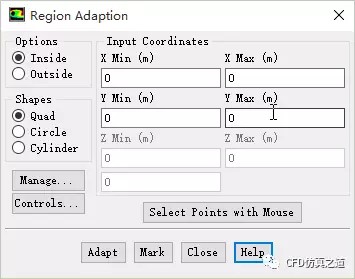 Region Adaption
Options
Inside
Outside
Shapes
Quad
Circle
Cylinder
Manage...
Controls...
Input Coordinates
X Min (m) X Max (m)
0 0
Y Min (m) Y Max (m)
0 0
Z Min (m) Z Max (m)
0 0
0
Select Points with Mouse
Adapt Mark Close Help
CFD仿真之道